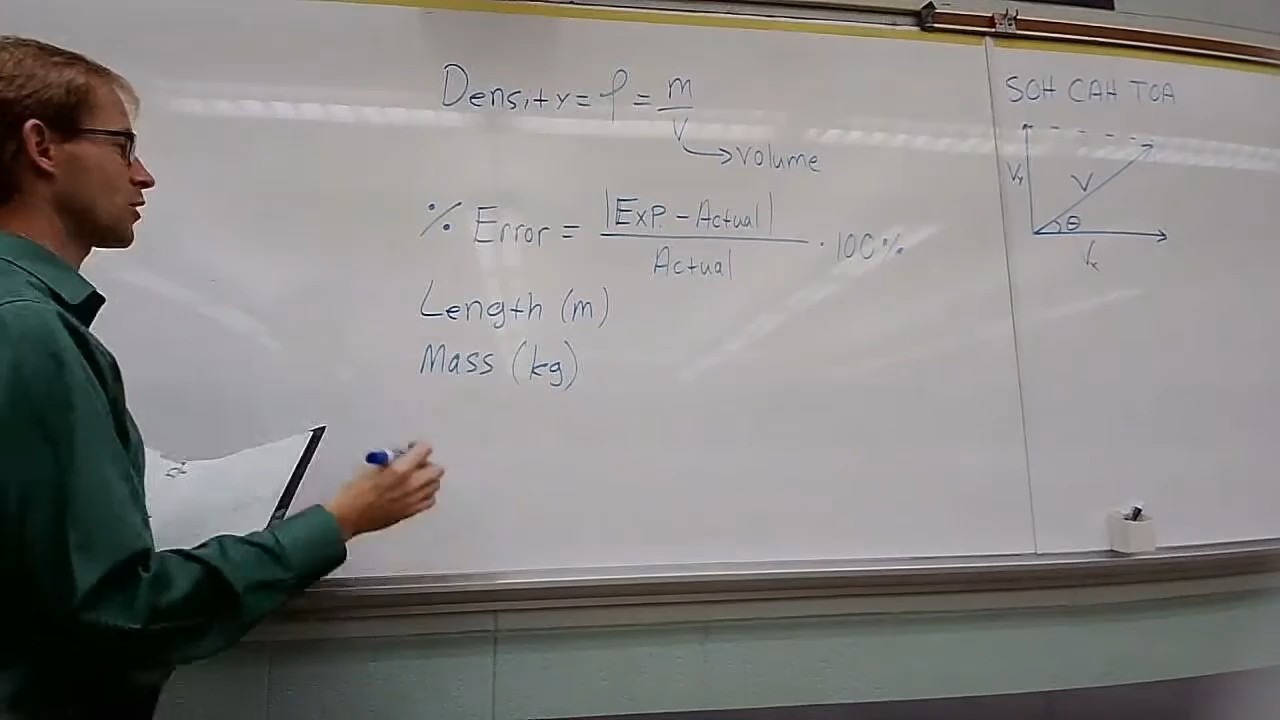 Density = ρ = m/V
→ volume
% Error = |Exp. - Actual| / Actual · 100%
Length (m)
Mass (kg)
SOH CAH TOA
Vy
V
θ
Vx